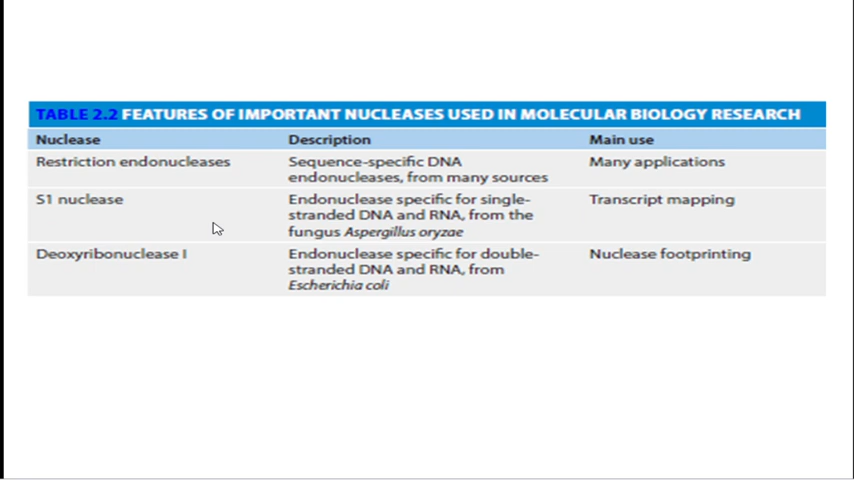 TABLE 2.2 FEATURES OF IMPORTANT NUCLEASES USED IN MOLECULAR BIOLOGY RESEARCH
Nuclease Description Main use
Restriction endonucleases Sequence-specific DNA Many applications
endonucleases, from many sources
S1 nuclease Endonuclease specific for single- Transcript mapping
stranded DNA and RNA, from the
fungus Aspergillus oryzae
Deoxyribonuclease I Endonuclease specific for double- Nuclease footprinting
stranded DNA and RNA, from
Escherichia coli